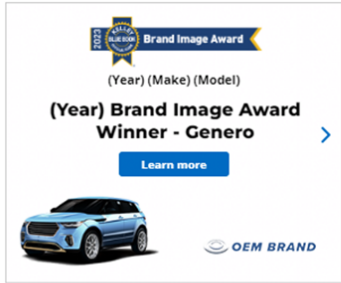 2023
KELLEY
BLUE BOOK
Brand Image Award
(Year) (Make) (Model)
(Year) Brand Image Award
Winner - Genero
Learn more
OEM BRAND